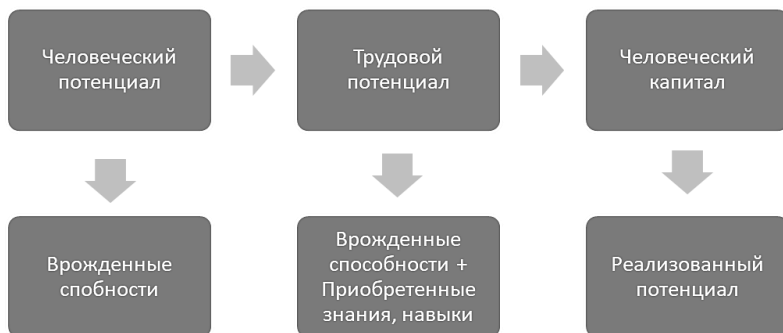 Человеческий
потенциал
Трудовой
потенциал
Человеческий
капитал
Врожденные
спобности
Врожденные
способности +
Приобретенные
знания, навыки
Реализованный
потенциал